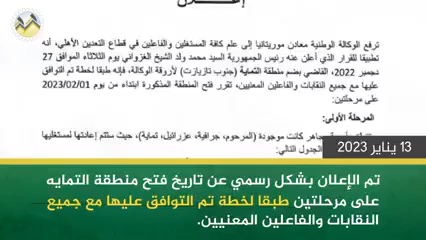 إعـــلان
ترفع الوكالة الوطنية معادن موريتانيا إلى علم كافة المستغلين والفاعلين في قطاع التعدين الأهلي، أنه
تطبيقا للقرار الذي أعلن عنه رئيس الجمهورية السيد محمد ولد الشيخ الغزواني يوم الثلاثاء الموافق 27
دجمبر 2022، القاضي بضم منطقة التماية (جنوب تازيازت) لأروقة الوكالة، فإنه طبقا لخطة تم التوافق
عليها مع جميع النقابات والفاعلين المعنيين، تقرر فتح المنطقة المذكورة ابتداء من يوم 2023/02/01
على مرحلتين:
المرحلة الأولى:
مجاهر كانت موجودة (المرحوم، جرافية، عزرائيل، تماية)، حيث ستتم إعادتها لمستغليها
الجدول التالي:
13 يناير 2023
تم الإعلان بشكل رسمي عن تاريخ فتح منطقة التمايه
على مرحلتين طبقا لخطة تم التوافق عليها مع جميع
النقابات والفاعلين المعنيين.